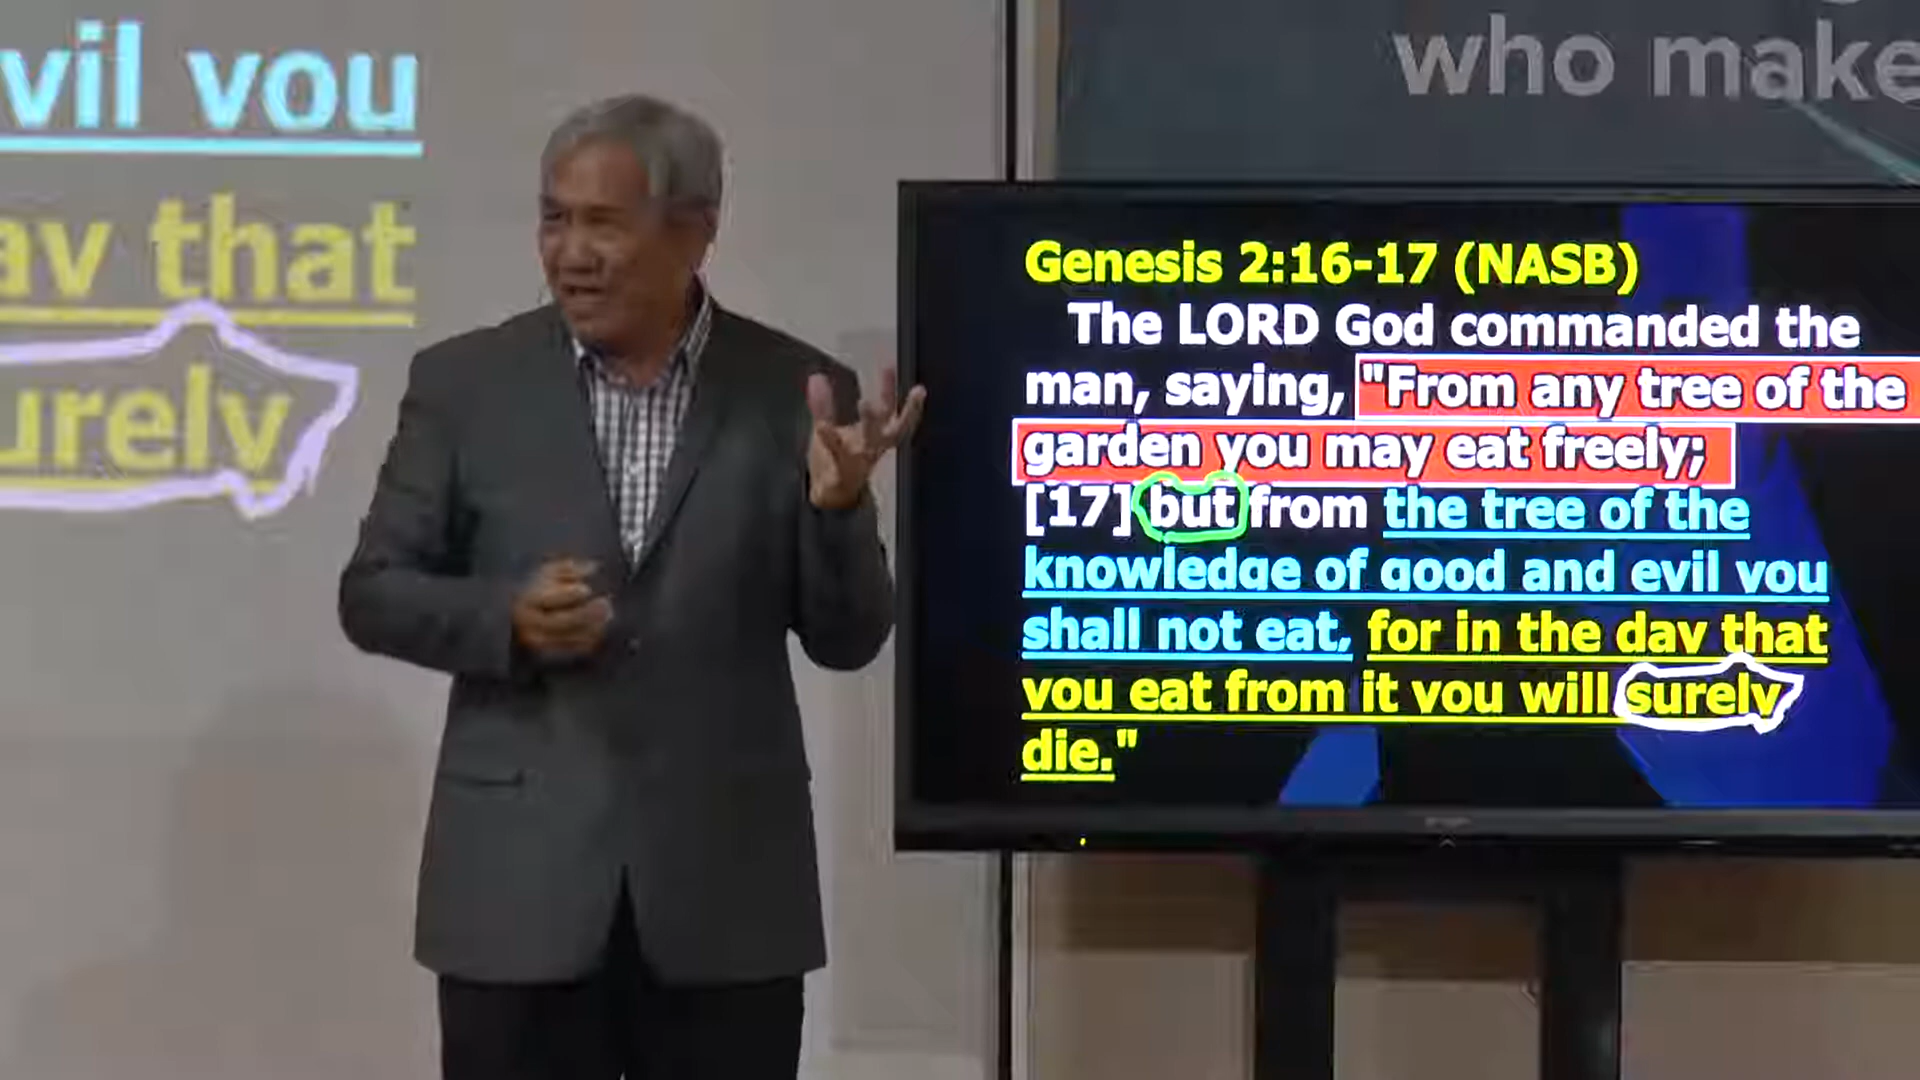 vil you
ay that
urely
who make
Genesis 2:16-17 (NASB)
The LORD God commanded the
man, saying, "From any tree of the
garden you may eat freely;
[17] but from the tree of the
knowledge of good and evil you
shall not eat, for in the day that
you eat from it you will surely
die."